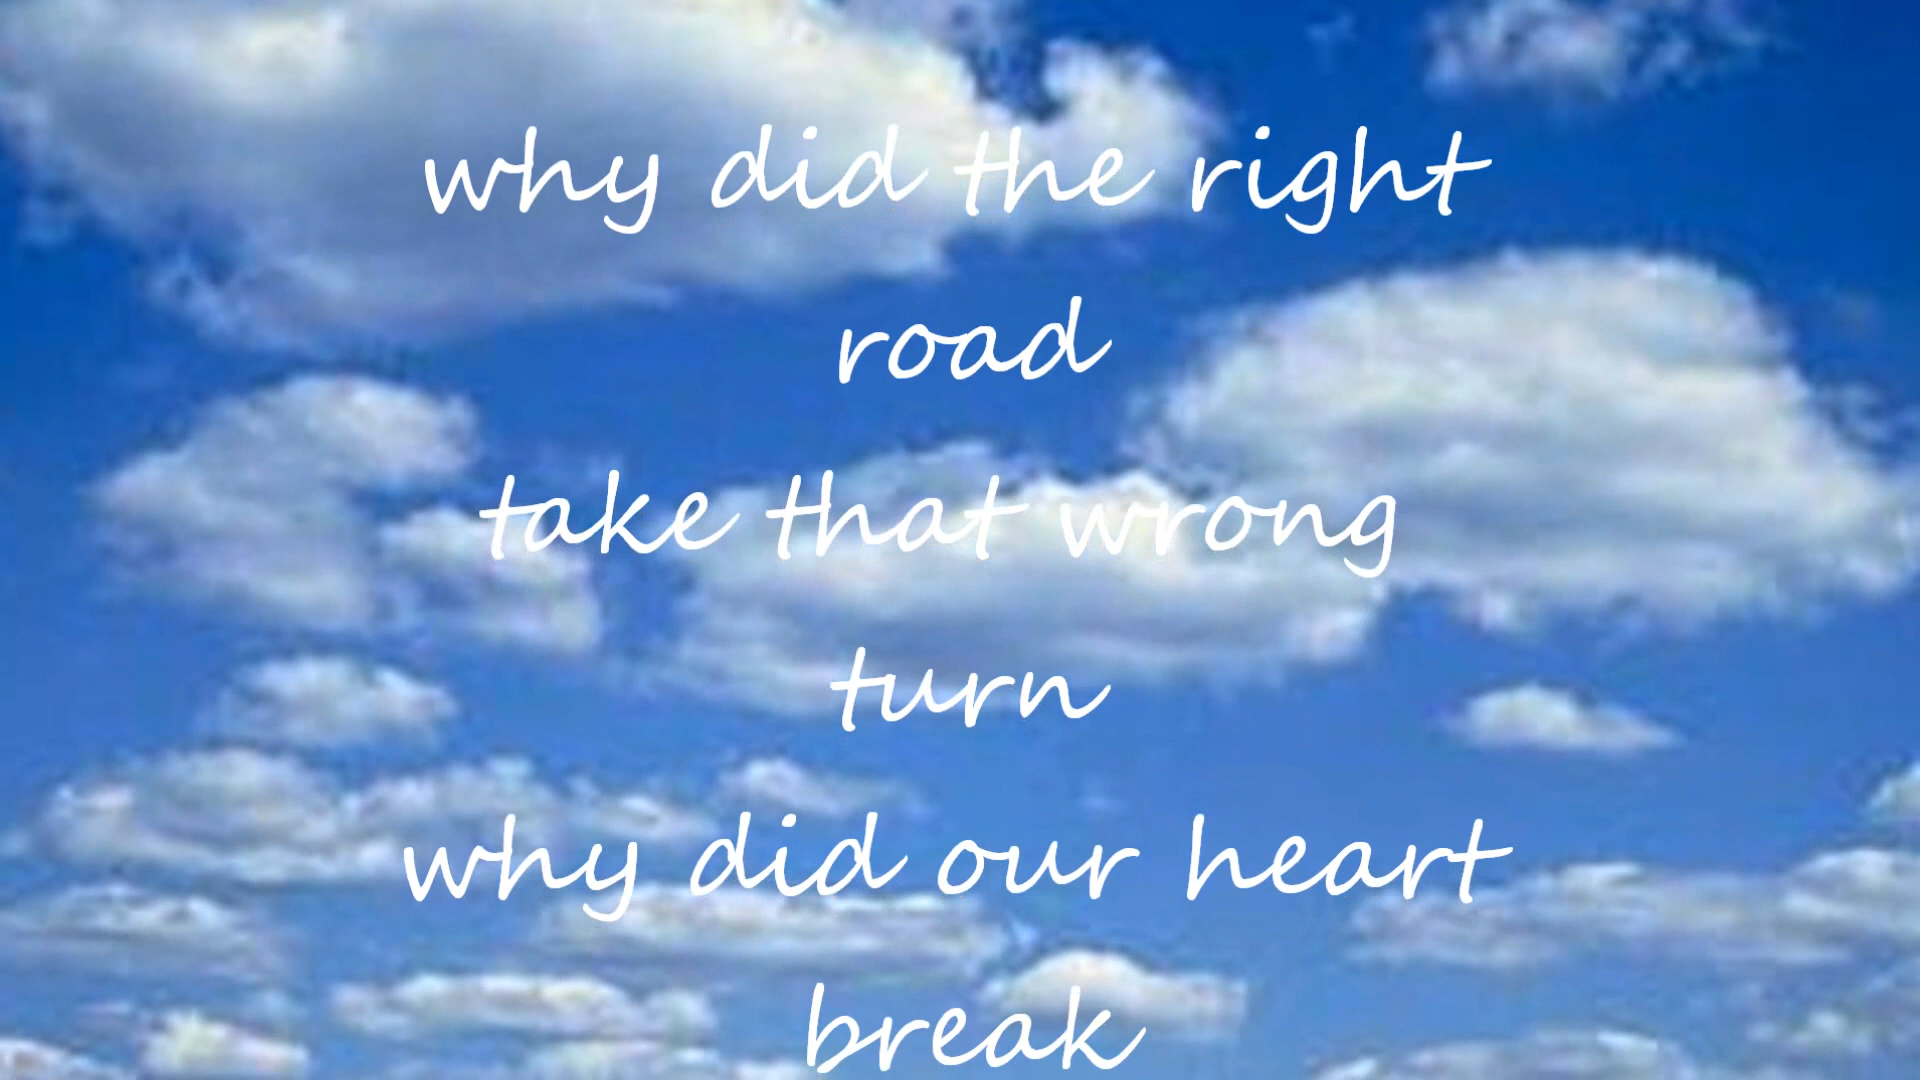 why did the right
road
take that wrong
turn
why did our heart
break